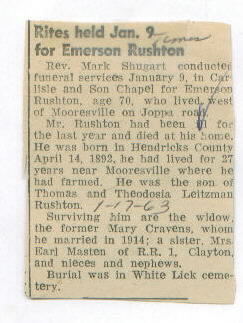 Rites held Jan. 9
Times
for Emerson Rushton
Rev. Mark Shugart conducted
funeral services January 9, in Car-
lisle and Son Chapel for Emerson
Rushton, age 70, who lived west
of Mooresville on Joppa road.
Mr. Rushton had been ill for
the last year and died at his home.
He was born in Hendricks County
April 14, 1892, he had lived for 27
years near Mooresville where he
had farmed. He was the son of
Thomas and Theodosia Leitzman
Rushton. 1-17-63
Surviving him are the widow,
the former Mary Cravens, whom
he married in 1914; a sister, Mrs.
Earl Masten of R.R. 1, Clayton,
and nieces and nephews.
Burial was in White Lick ceme-
tery.